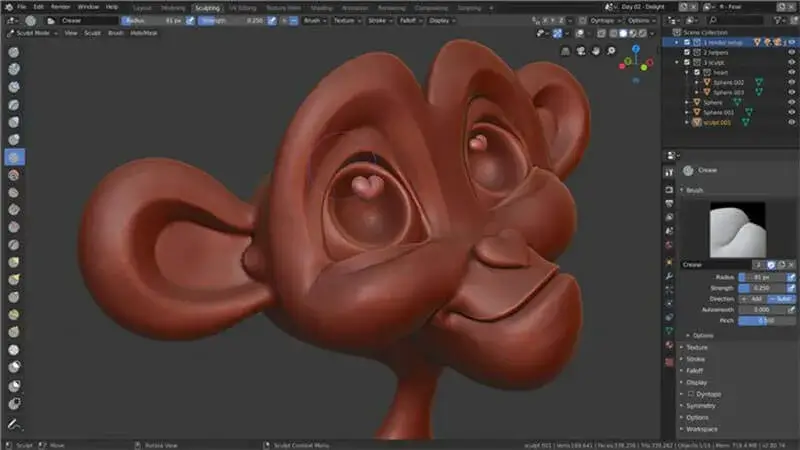 File Edit Render Window Help Layout Modeling Sculpting UV Editing Texture Paint Shading Animation Rendering Compositing Scripting Day 02 - Delight R - Final
Crease Radius 81 px Strength 0.250 Brush Texture Stroke Falloff Display X Y Z Dyntopo Options
Sculpt Mode View Sculpt Brush Hide/Mask
Scene Collection
1 render setup
2 helpers
3 sculpt
heart
Sphere.002
Sphere.003
Sphere
Sphere.001
sculpt.001
Crease
Brush
Crease 2
Radius 81 px
Strength 0.250
Direction Add Subtr
Autosmooth 0.000
Pinch 0.500
Options
Texture
Stroke
Falloff
Display
Dyntopo
Symmetry
Options
Workspace
Sculpt Move Rotate View Sculpt Context Menu